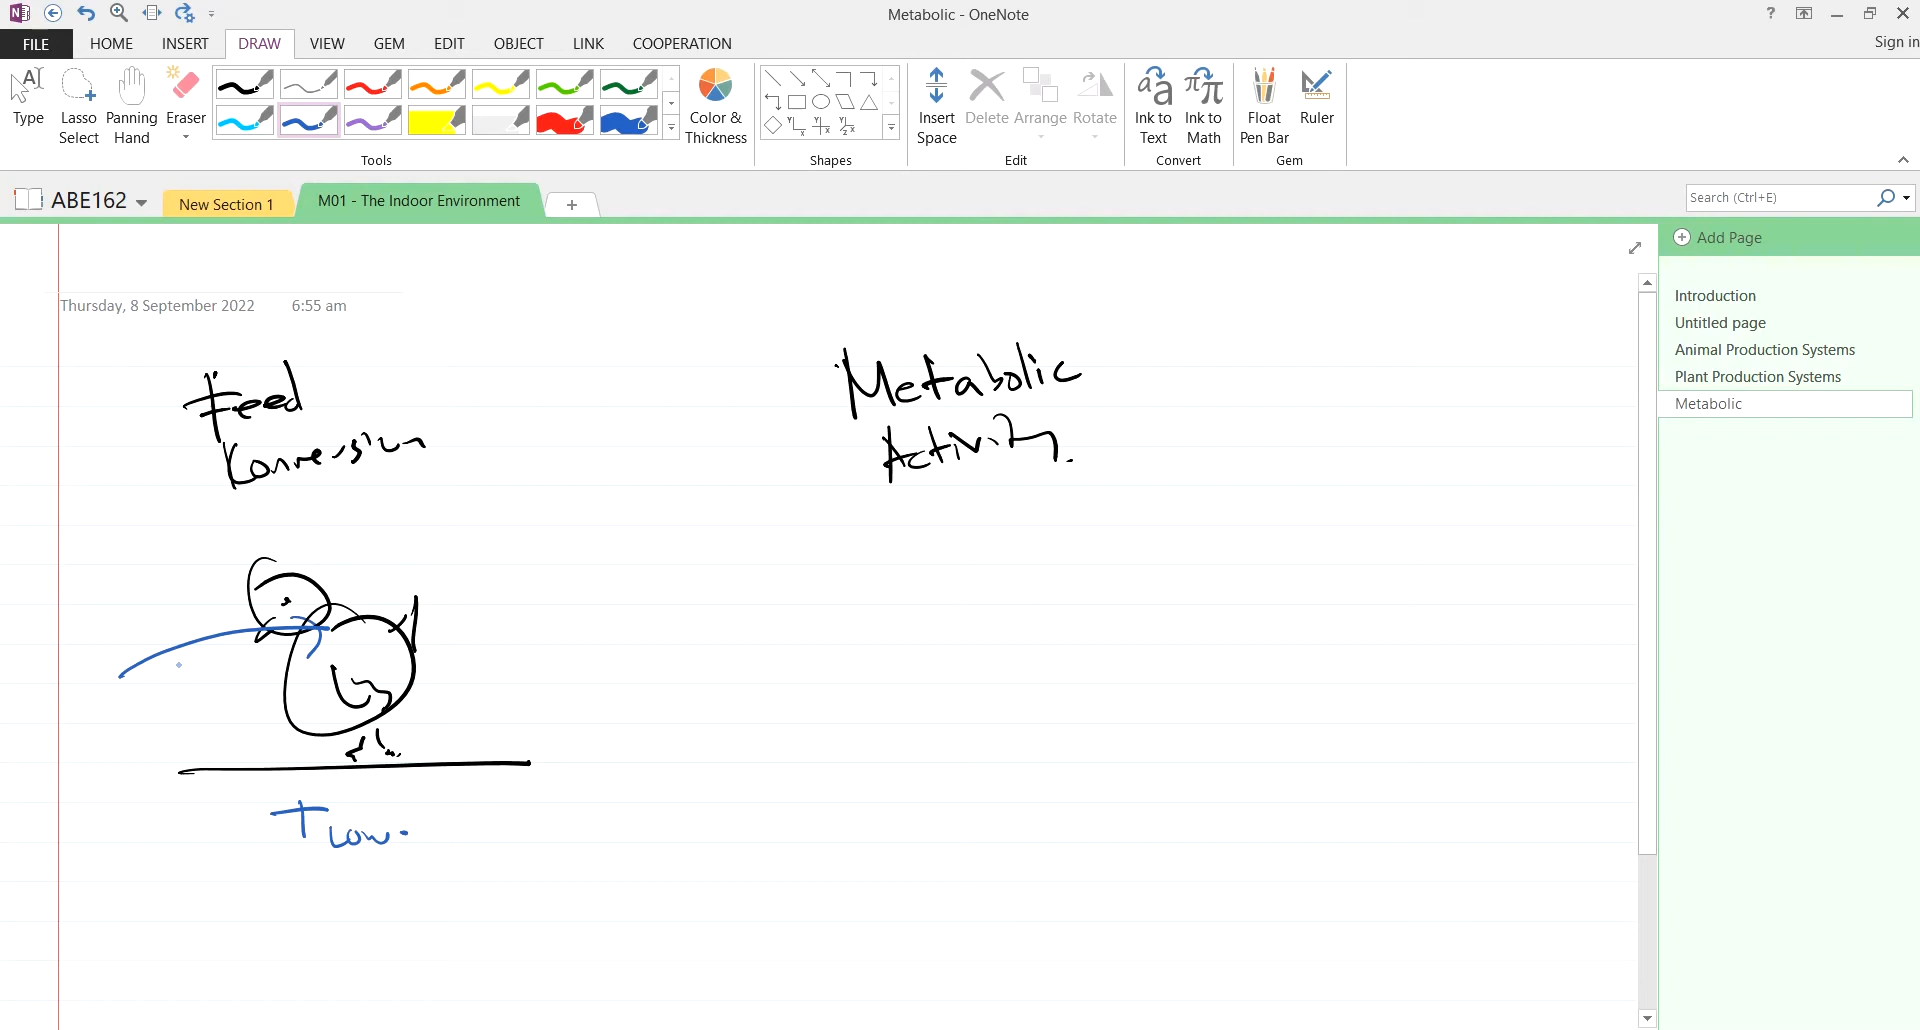 Metabolic - OneNote
?
FILE HOME INSERT DRAW VIEW GEM EDIT OBJECT LINK COOPERATION
Sign in
Type
Lasso Select
Panning Hand
Eraser
Color & Thickness
Insert Space
Delete
Arrange
Rotate
Ink to Text
Ink to Math
Float Pen Bar
Ruler
Tools
Shapes
Edit
Convert
Gem
ABE162
New Section 1
M01 - The Indoor Environment
Search (Ctrl+E)
Add Page
Introduction
Untitled page
Animal Production Systems
Plant Production Systems
Metabolic
Thursday, 8 September 2022 6:55 am
Feed
Conversion
Metabolic
Activity.
T Low.